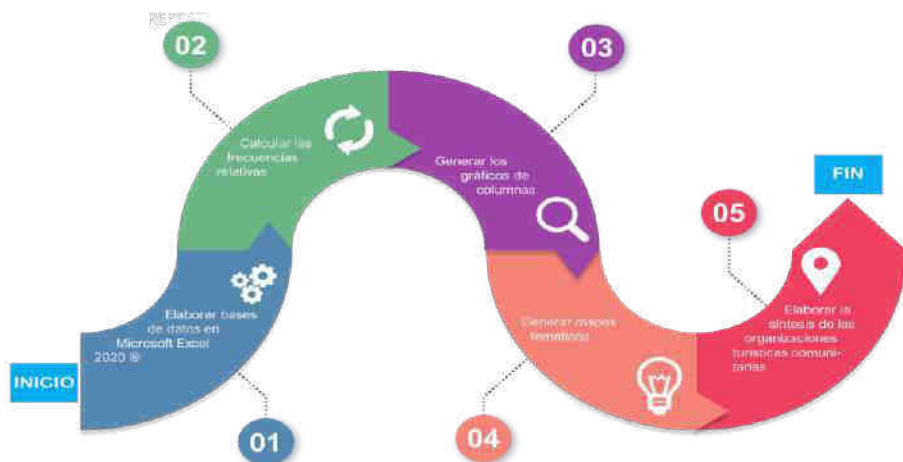 INICIO
01
Elaborar bases
de datos en
Microsoft Excel
2020 ®
02
Calcular las
frecuencias
relativas
03
Generar los
gráficos de
columnas
04
Generar mapas
temáticos
05
Elaborar la
síntesis de las
organizaciones
turísticas comuni-
tarias
FIN